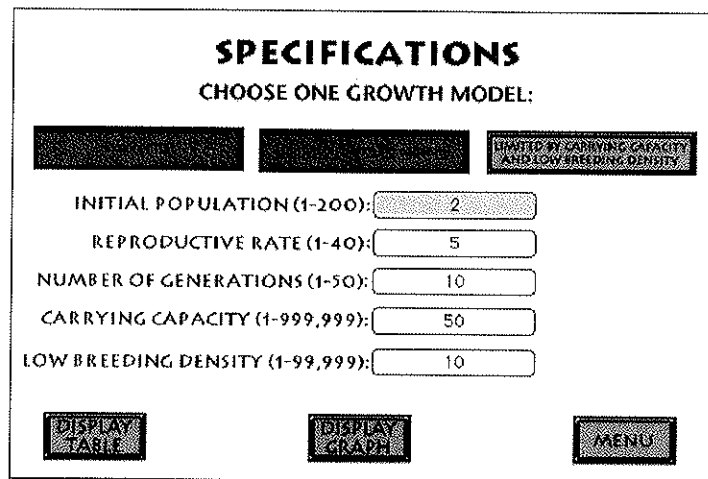 SPECIFICATIONS
CHOOSE ONE GROWTH MODEL:
LIMITED BY CARRYING CAPACITY
AND LOW BREEDING DENSITY
INITIAL POPULATION (1-200): 2
REPRODUCTIVE RATE (1-40): 5
NUMBER OF GENERATIONS (1-50): 10
CARRYING CAPACITY (1-999,999): 50
LOW BREEDING DENSITY (1-99,999): 10
DISPLAY TABLE DISPLAY GRAPH MENU